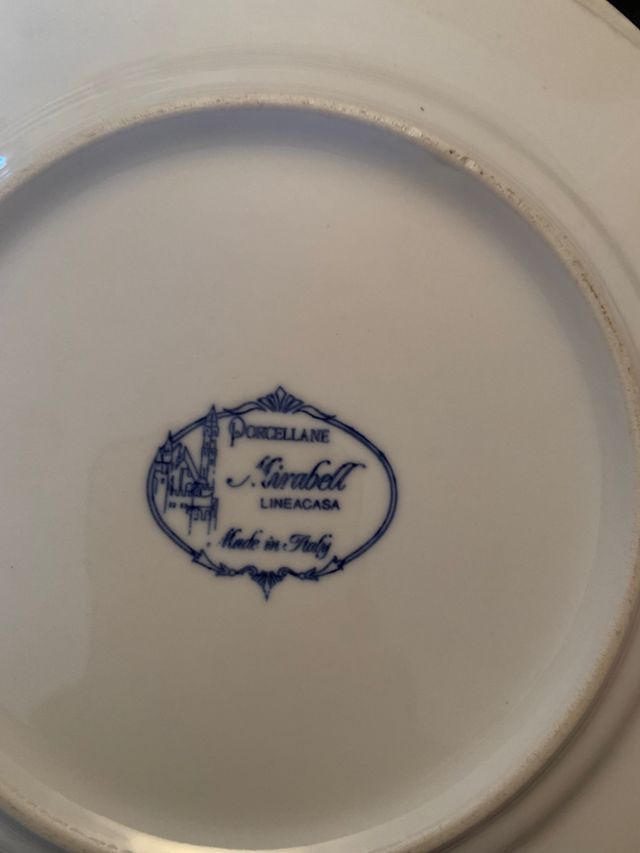 PORCELLANE
Mirabell
LINEACASA
Made in Italy